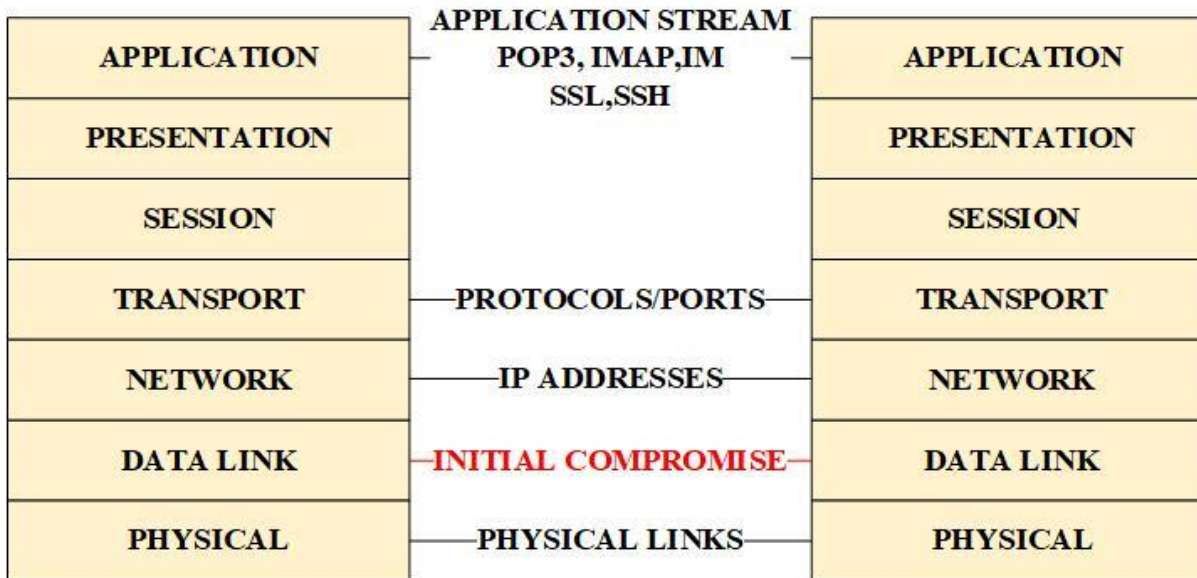 APPLICATION STREAM
APPLICATION POP3, IMAP,IM APPLICATION
SSL,SSH
PRESENTATION PRESENTATION
SESSION SESSION
TRANSPORT PROTOCOLS/PORTS TRANSPORT
NETWORK IP ADDRESSES NETWORK
DATA LINK INITIAL COMPROMISE DATA LINK
PHYSICAL PHYSICAL LINKS PHYSICAL